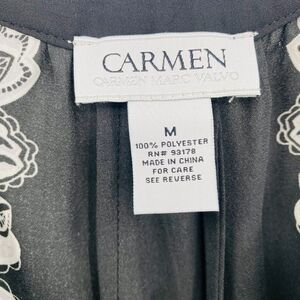 CARMEN
CARMEN MARC VALVO
M
100% POLYESTER
RN# 93178
MADE IN CHINA
FOR CARE
SEE REVERSE